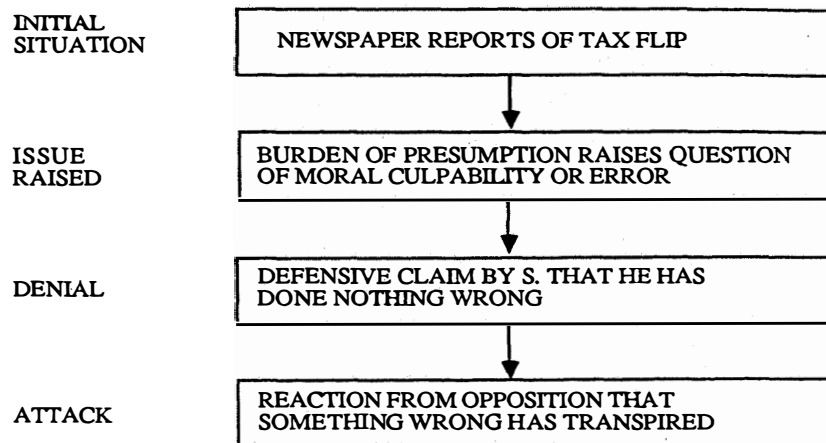 INITIAL
SITUATION
NEWSPAPER REPORTS OF TAX FLIP
ISSUE
RAISED
BURDEN OF PRESUMPTION RAISES QUESTION
OF MORAL CULPABILITY OR ERROR
DENIAL
DEFENSIVE CLAIM BY S. THAT HE HAS
DONE NOTHING WRONG
ATTACK
REACTION FROM OPPOSITION THAT
SOMETHING WRONG HAS TRANSPIRED